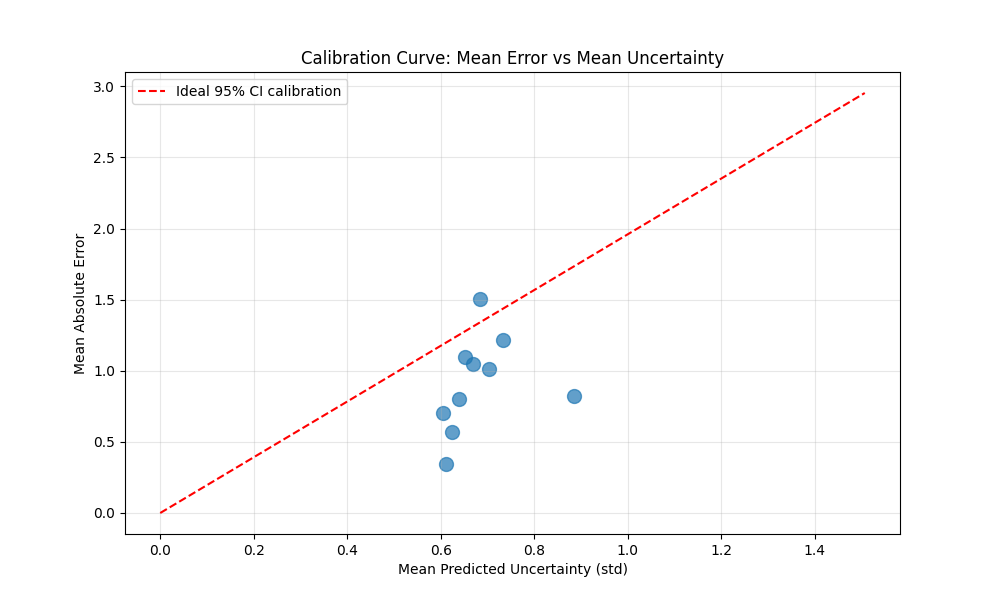 Calibration Curve: Mean Error vs Mean Uncertainty
Ideal 95% CI calibration
Mean Absolute Error
3.0
2.5
2.0
1.5
1.0
0.5
0.0
0.0 0.2 0.4 0.6 0.8 1.0 1.2 1.4
Mean Predicted Uncertainty (std)